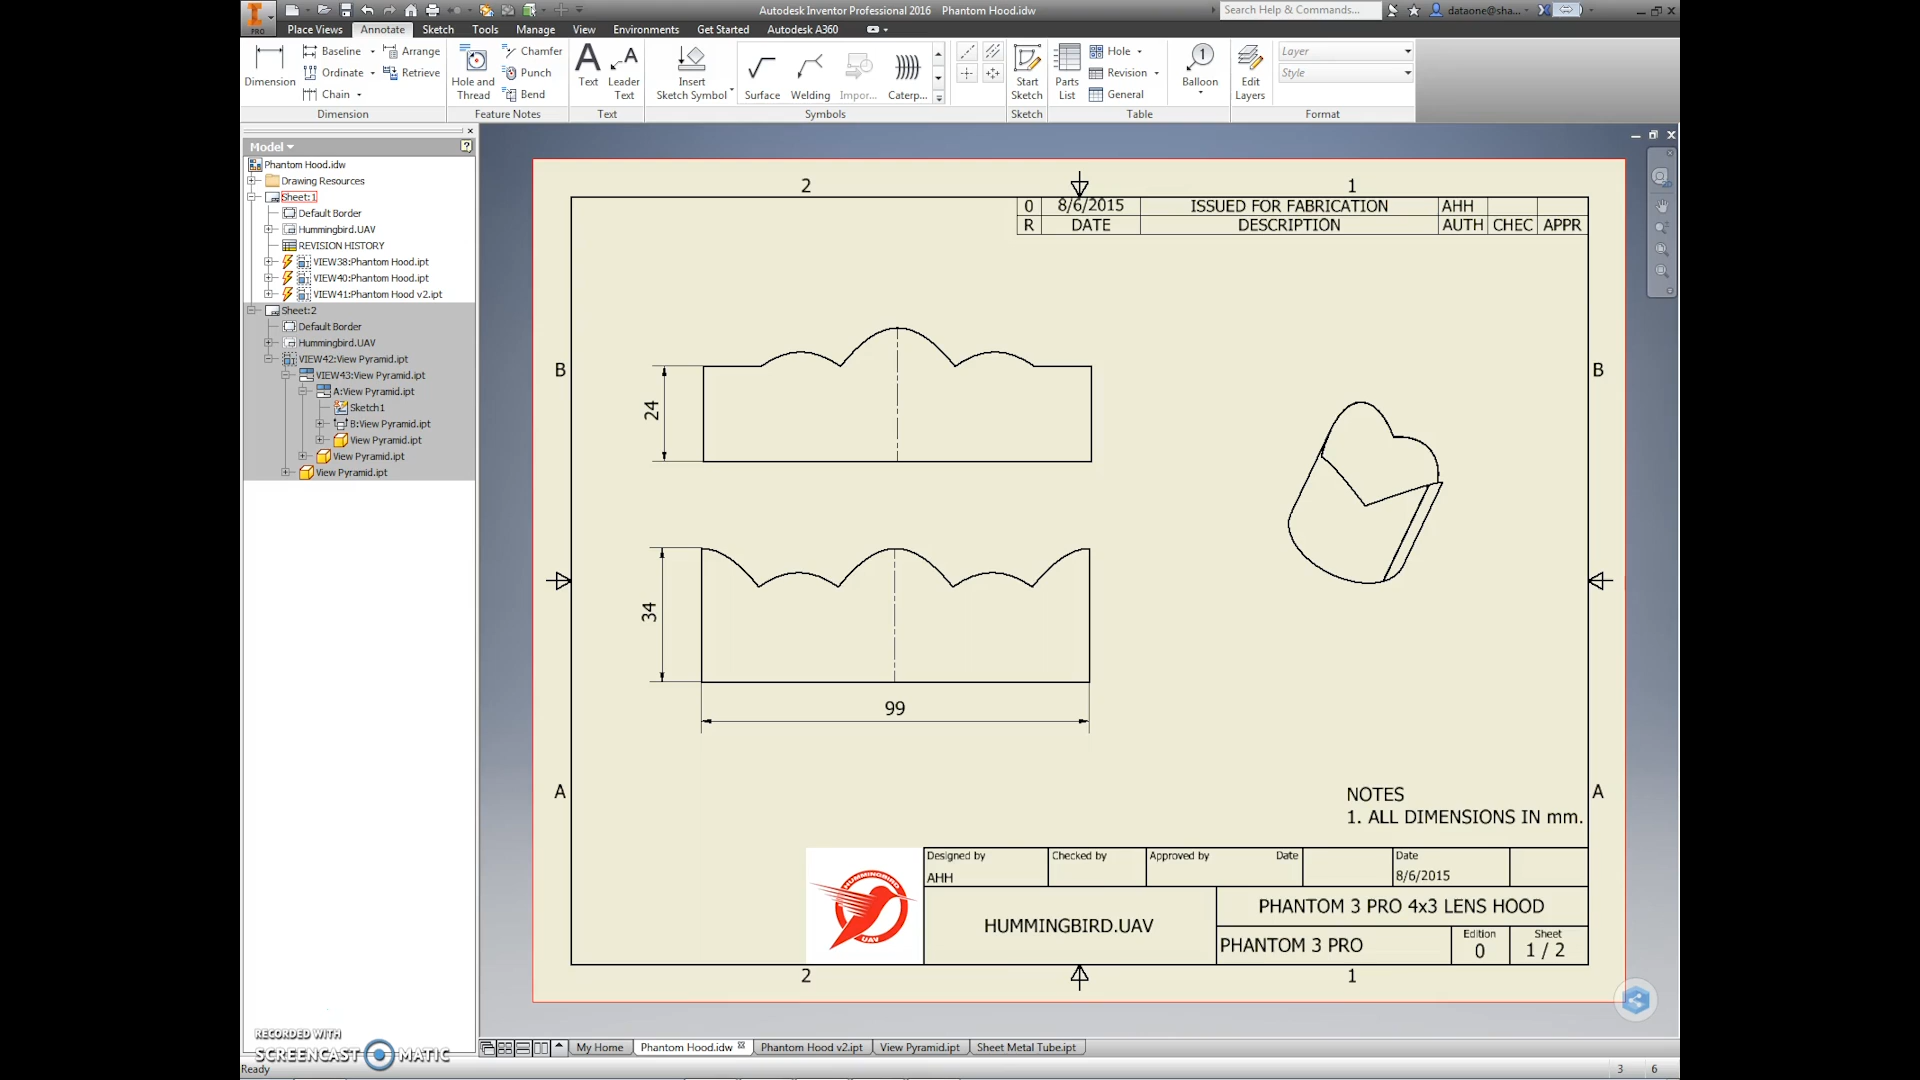 PRO
Autodesk Inventor Professional 2016 Phantom Hood.idw
Search Help & Commands...
dataone@sha...
Place Views
Annotate
Sketch
Tools
Manage
View
Environments
Get Started
Autodesk A360
Dimension
Baseline
Ordinate
Chain
Arrange
Retrieve
Dimension
Hole and
Thread
Chamfer
Punch
Bend
Feature Notes
Text
Leader
Text
Text
Insert
Sketch Symbol
Surface
Welding
Impor...
Caterp...
Symbols
Start
Sketch
Sketch
Parts
List
Hole
Revision
General
Table
Balloon
Edit
Layers
Layer
Style
Format
Model
Phantom Hood.idw
Drawing Resources
Sheet:1
Default Border
Hummingbird.UAV
REVISION HISTORY
VIEW38:Phantom Hood.ipt
VIEW40:Phantom Hood.ipt
VIEW41:Phantom Hood v2.ipt
Sheet:2
Default Border
Hummingbird.UAV
VIEW42:View Pyramid.ipt
VIEW43:View Pyramid.ipt
A:View Pyramid.ipt
Sketch1
B:View Pyramid.ipt
View Pyramid.ipt
View Pyramid.ipt
View Pyramid.ipt
2 1
0 8/6/2015 ISSUED FOR FABRICATION AHH
R DATE DESCRIPTION AUTH CHEC APPR
B B
24
34
99
A A
NOTES
1. ALL DIMENSIONS IN mm.
HUMMINGBIRD
UAV
Designed by
AHH
Checked by
Approved by Date
Date
8/6/2015
HUMMINGBIRD.UAV
PHANTOM 3 PRO 4x3 LENS HOOD
PHANTOM 3 PRO
Edition
0
Sheet
1 / 2
2 1
RECORDED WITH
SCREENCAST MATIC
My Home
Phantom Hood.idw
Phantom Hood v2.ipt
View Pyramid.ipt
Sheet Metal Tube.ipt
Ready
3 6